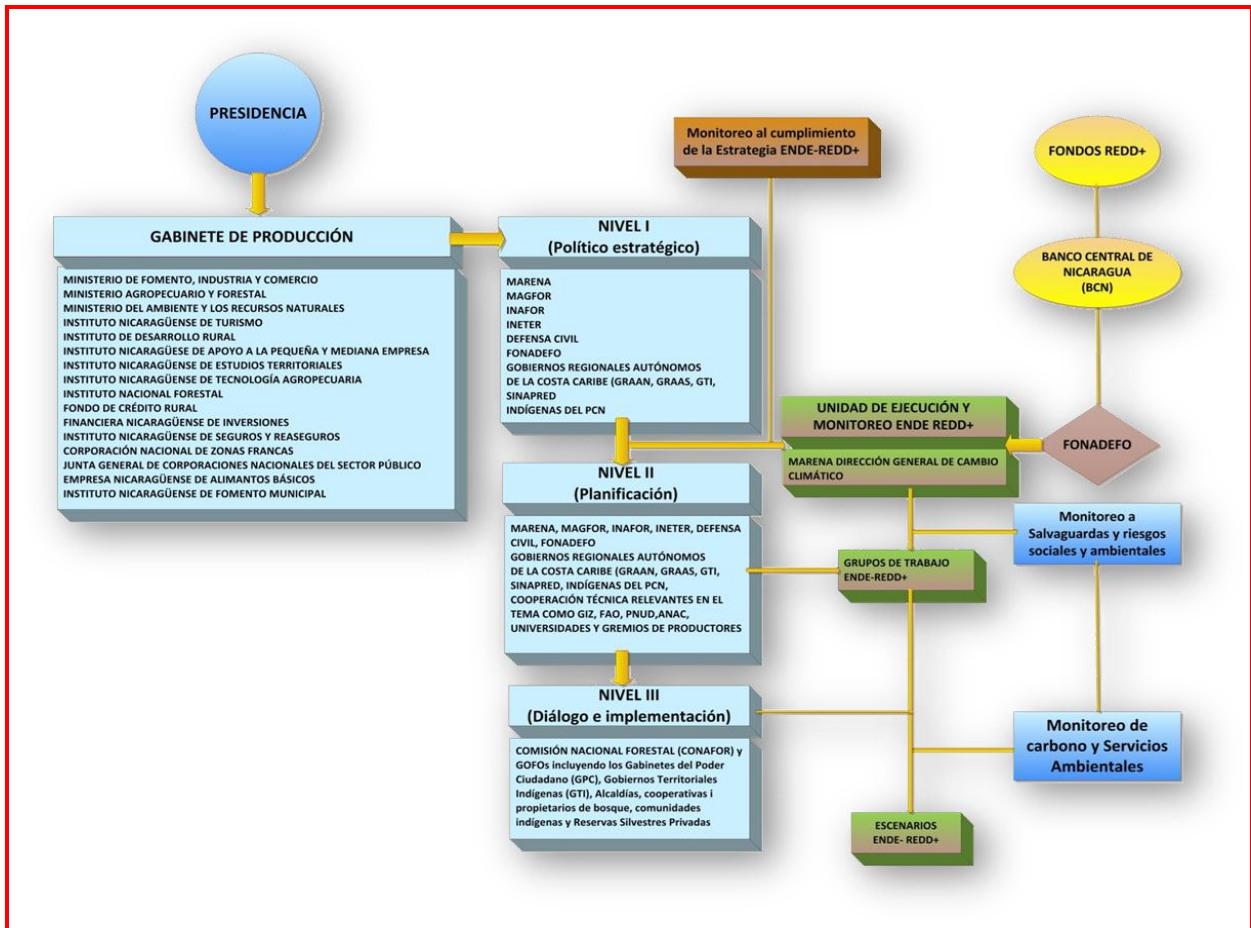 PRESIDENCIA
GABINETE DE PRODUCCIÓN
MINISTERIO DE FOMENTO, INDUSTRIA Y COMERCIO
MINISTERIO AGROPECUARIO Y FORESTAL
MINISTERIO DEL AMBIENTE Y LOS RECURSOS NATURALES
INSTITUTO NICARAGÜENSE DE TURISMO
INSTITUTO DE DESARROLLO RURAL
INSTITUTO NICARAGÜESE DE APOYO A LA PEQUEÑA Y MEDIANA EMPRESA
INSTITUTO NICARAGÜENSE DE ESTUDIOS TERRITORIALES
INSTITUTO NICARAGÜENSE DE TECNOLOGÍA AGROPECUARIA
INSTITUTO NACIONAL FORESTAL
FONDO DE CRÉDITO RURAL
FINANCIERA NICARAGÜENSE DE INVERSIONES
INSTITUTO NICARAGÜENSE DE SEGUROS Y REASEGUROS
CORPORACIÓN NACIONAL DE ZONAS FRANCAS
JUNTA GENERAL DE CORPORACIONES NACIONALES DEL SECTOR PÚBLICO
EMPRESA NICARAGÜENSE DE ALIMANTOS BÁSICOS
INSTITUTO NICARAGÜENSE DE FOMENTO MUNICIPAL
NIVEL I
(Político estratégico)
MARENA
MAGFOR
INAFOR
INETER
DEFENSA CIVIL
FONADEFO
GOBIERNOS REGIONALES AUTÓNOMOS
DE LA COSTA CARIBE (GRAAN, GRAAS, GTI,
SINAPRED
INDÍGENAS DEL PCN
NIVEL II
(Planificación)
MARENA, MAGFOR, INAFOR, INETER, DEFENSA
CIVIL, FONADEFO
GOBIERNOS REGIONALES AUTÓNOMOS
DE LA COSTA CARIBE (GRAAN, GRAAS, GTI,
SINAPRED, INDÍGENAS DEL PCN,
COOPERACIÓN TÉCNICA RELEVANTES EN EL
TEMA COMO GIZ, FAO, PNUD,ANAC,
UNIVERSIDADES Y GREMIOS DE PRODUCTORES
NIVEL III
(Diálogo e implementación)
COMISIÓN NACIONAL FORESTAL (CONAFOR) y
GOFOs incluyendo los Gabinetes del Poder
Ciudadano (GPC), Gobiernos Territoriales
Indígenas (GTI), Alcaldías, cooperativas i
propietarios de bosque, comunidades
indígenas y Reservas Silvestres Privadas
Monitoreo al cumplimiento
de la Estrategia ENDE-REDD+
FONDOS REDD+
BANCO CENTRAL DE
NICARAGUA
(BCN)
FONADEFO
UNIDAD DE EJECUCIÓN Y
MONITOREO ENDE REDD+
MARENA DIRECCIÓN GENERAL DE CAMBIO
CLIMÁTICO
Monitoreo a
Salvaguardas y riesgos
sociales y ambientales
GRUPOS DE TRABAJO
ENDE-REDD+
Monitoreo de
carbono y Servicios
Ambientales
ESCENARIOS
ENDE- REDD+